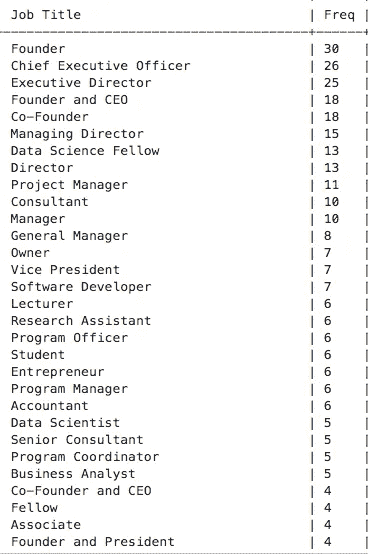 Job Title | Freq |
Founder | 30 |
Chief Executive Officer | 26 |
Executive Director | 25 |
Founder and CEO | 18 |
Co-Founder | 18 |
Managing Director | 15 |
Data Science Fellow | 13 |
Director | 13 |
Project Manager | 11 |
Consultant | 10 |
Manager | 10 |
General Manager | 8 |
Owner | 7 |
Vice President | 7 |
Software Developer | 7 |
Lecturer | 6 |
Research Assistant | 6 |
Program Officer | 6 |
Student | 6 |
Entrepreneur | 6 |
Program Manager | 6 |
Accountant | 6 |
Data Scientist | 5 |
Senior Consultant | 5 |
Program Coordinator | 5 |
Business Analyst | 5 |
Co-Founder and CEO | 4 |
Fellow | 4 |
Associate | 4 |
Founder and President | 4 |